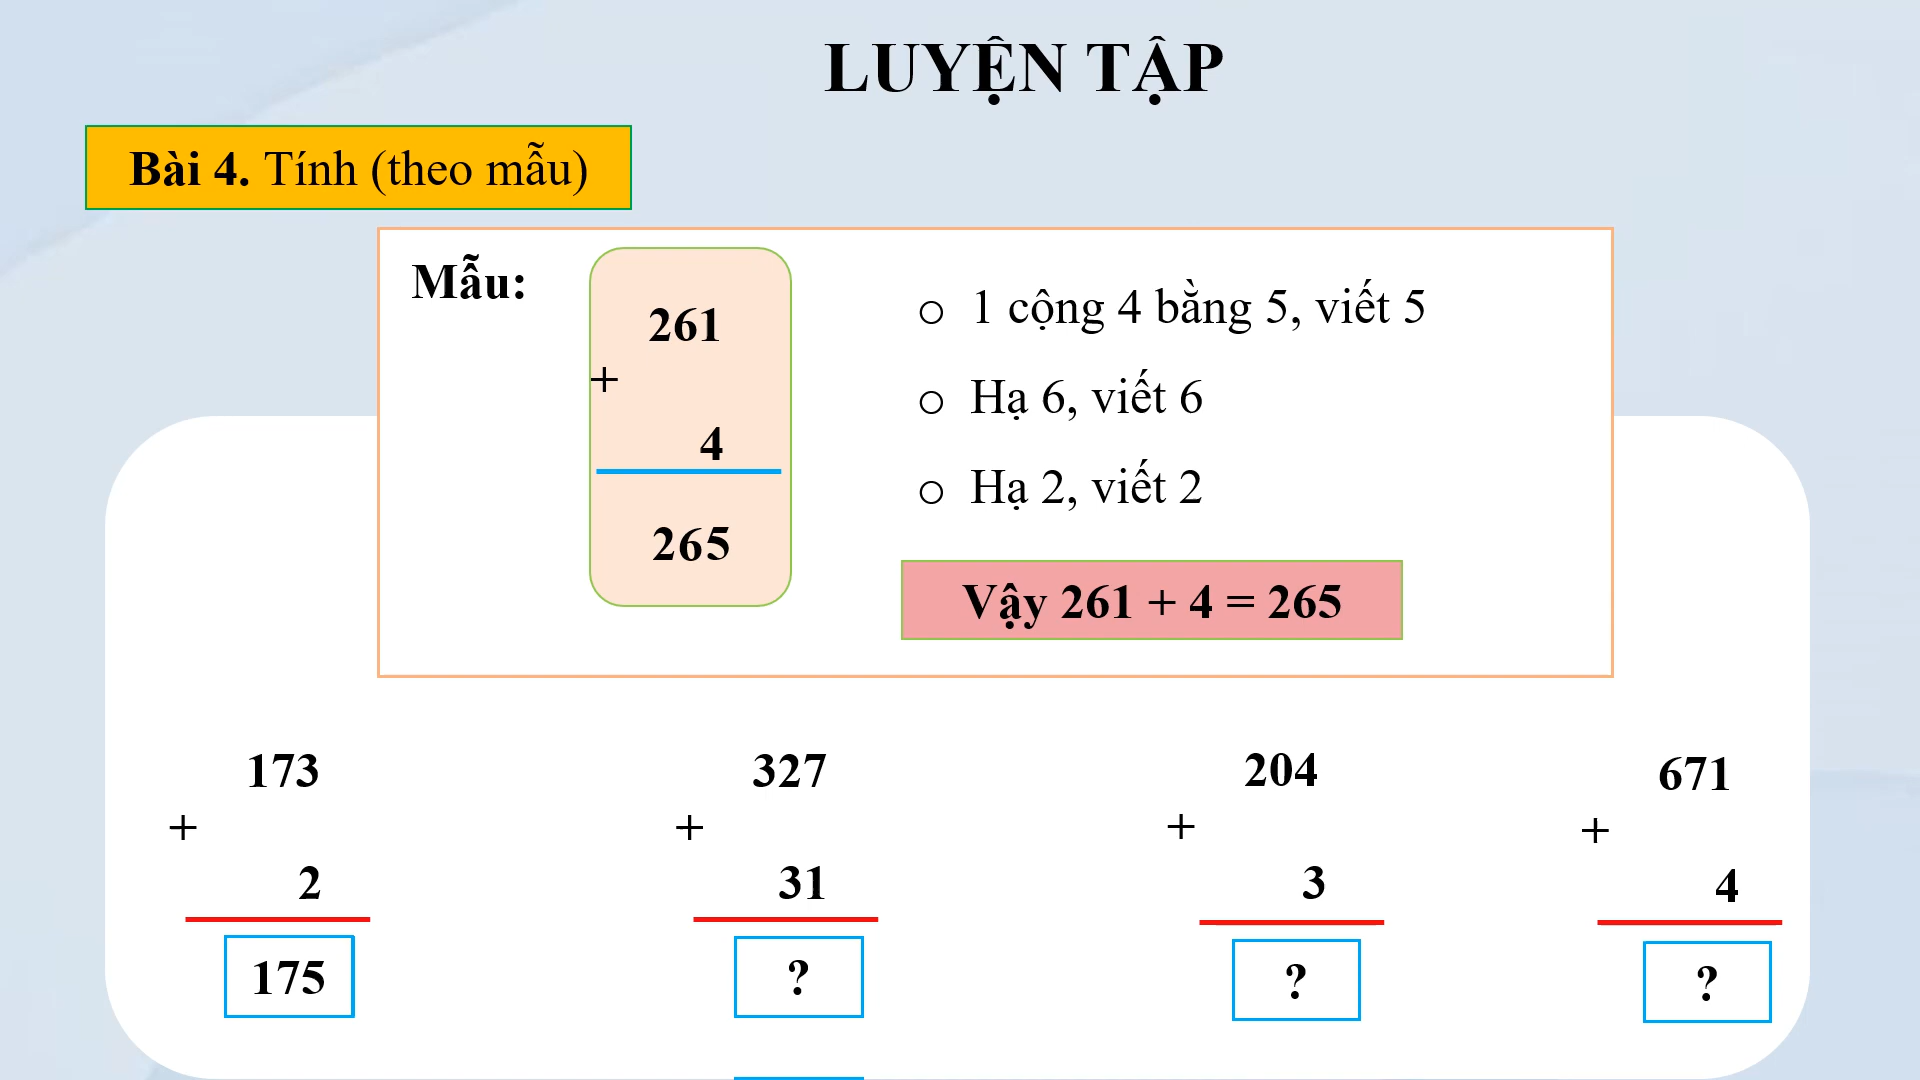 LUYỆN TẬP
Bài 4. Tính (theo mẫu)
Mẫu:
261
+
4
265
1 cộng 4 bằng 5, viết 5
Hạ 6, viết 6
Hạ 2, viết 2
Vậy 261 + 4 = 265
173
+
2
175
327
+
31
?
204
+
3
?
671
+
4
?